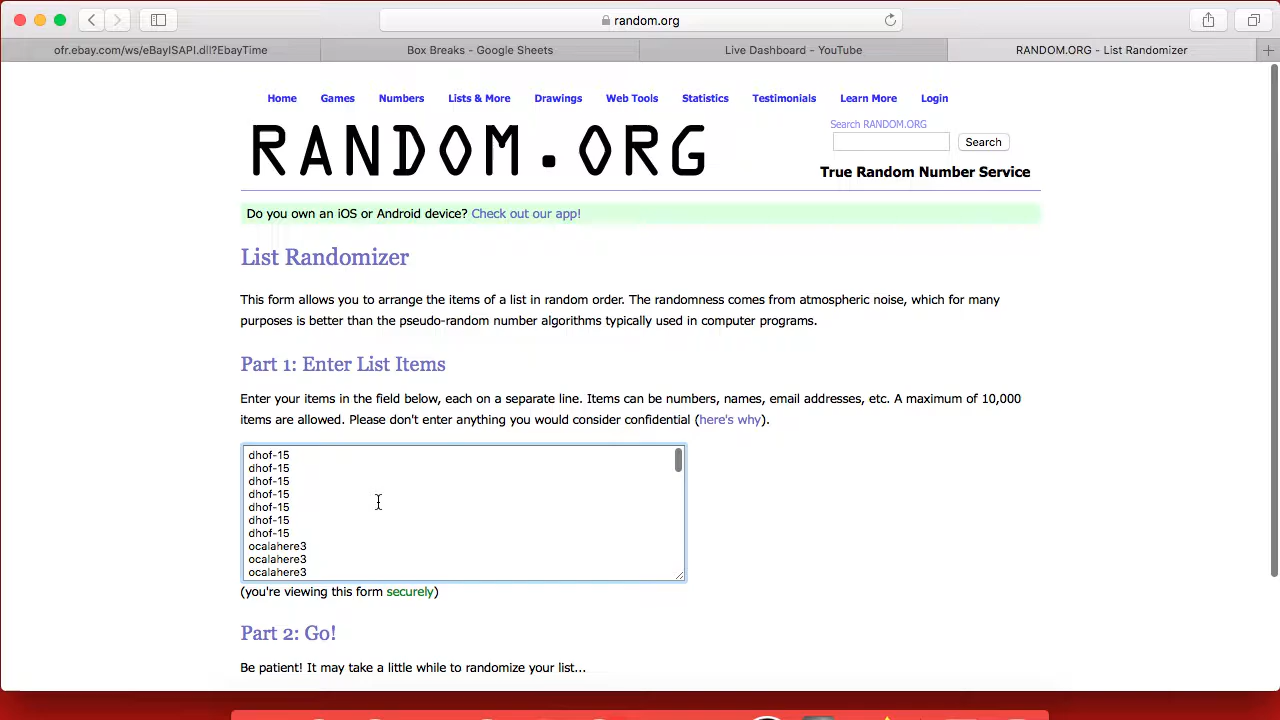 random.org
ofr.ebay.com/ws/eBayISAPI.dll?EbayTime
Box Breaks - Google Sheets
Live Dashboard - YouTube
RANDOM.ORG - List Randomizer
Home Games Numbers Lists & More Drawings Web Tools Statistics Testimonials Learn More Login
RANDOM.ORG
Search RANDOM.ORG
Search
True Random Number Service
Do you own an iOS or Android device? Check out our app!
List Randomizer
This form allows you to arrange the items of a list in random order. The randomness comes from atmospheric noise, which for many
purposes is better than the pseudo-random number algorithms typically used in computer programs.
Part 1: Enter List Items
Enter your items in the field below, each on a separate line. Items can be numbers, names, email addresses, etc. A maximum of 10,000
items are allowed. Please don't enter anything you would consider confidential (here's why).
dhof-15
dhof-15
dhof-15
dhof-15
dhof-15
dhof-15
dhof-15
ocalahere3
ocalahere3
ocalahere3
(you're viewing this form securely)
Part 2: Go!
Be patient! It may take a little while to randomize your list...